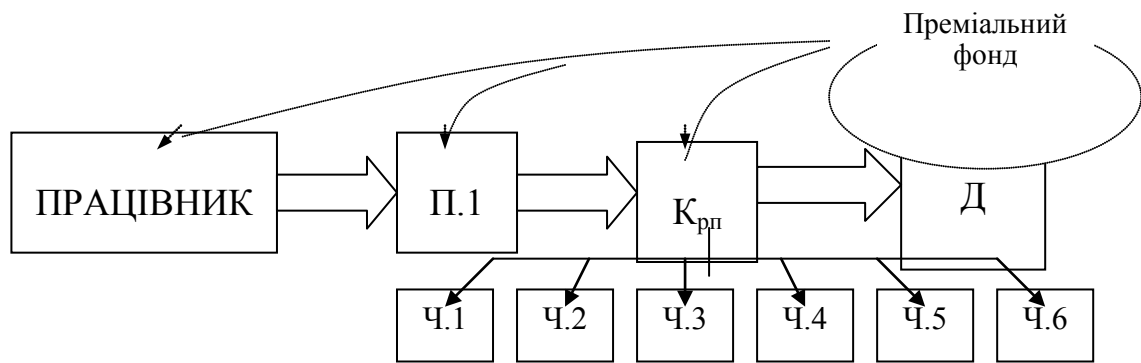 Преміальний
фонд
ПРАЦІВНИК
П.1
Крп
Д
Ч.1
Ч.2
Ч.3
Ч.4
Ч.5
Ч.6